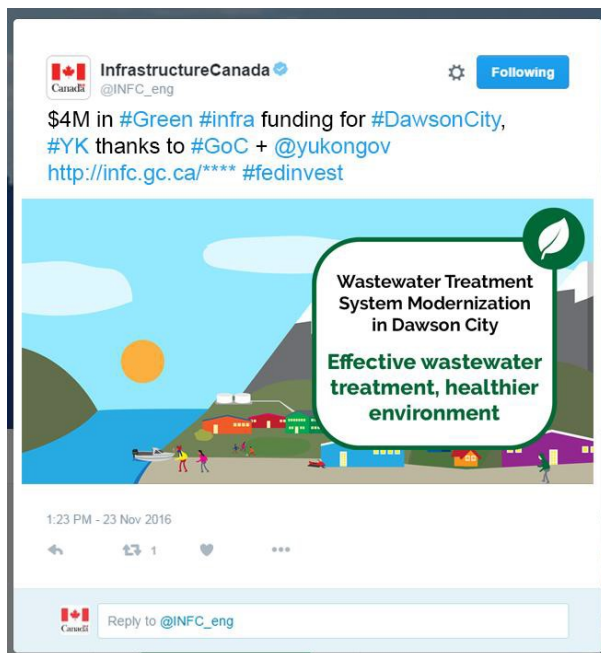 Canada
InfrastructureCanada
@INFC_eng
Following
$4M in #Green #infra funding for #DawsonCity,
#YK thanks to #GoC + @yukongov
http://infc.gc.ca/**** #fedinvest
Wastewater Treatment
System Modernization
in Dawson City
Effective wastewater
treatment, healthier
environment
1:23 PM - 23 Nov 2016
1
Canada
Reply to @INFC_eng